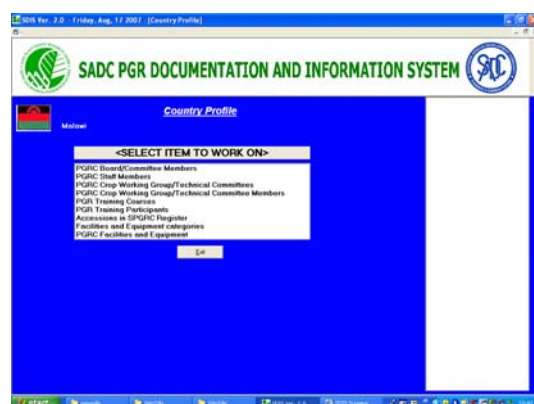 SDIS Ver. 2.0 - Friday, Aug, 17 2007 - [Country Profile]
SADC PGR DOCUMENTATION AND INFORMATION SYSTEM
SADC
Country Profile
Malawi
<SELECT ITEM TO WORK ON>
PGRC Board/Committee Members
PGRC Staff Members
PGRC Crop Working Group/Technical Committees
PGRC Crop Working Group/Technical Committee Members
PGR Training Courses
PGR Training Participants
Accessions in SPGRC Register
Facilities and Equipment categories
PGRC Facilities and Equipment
Exit
start